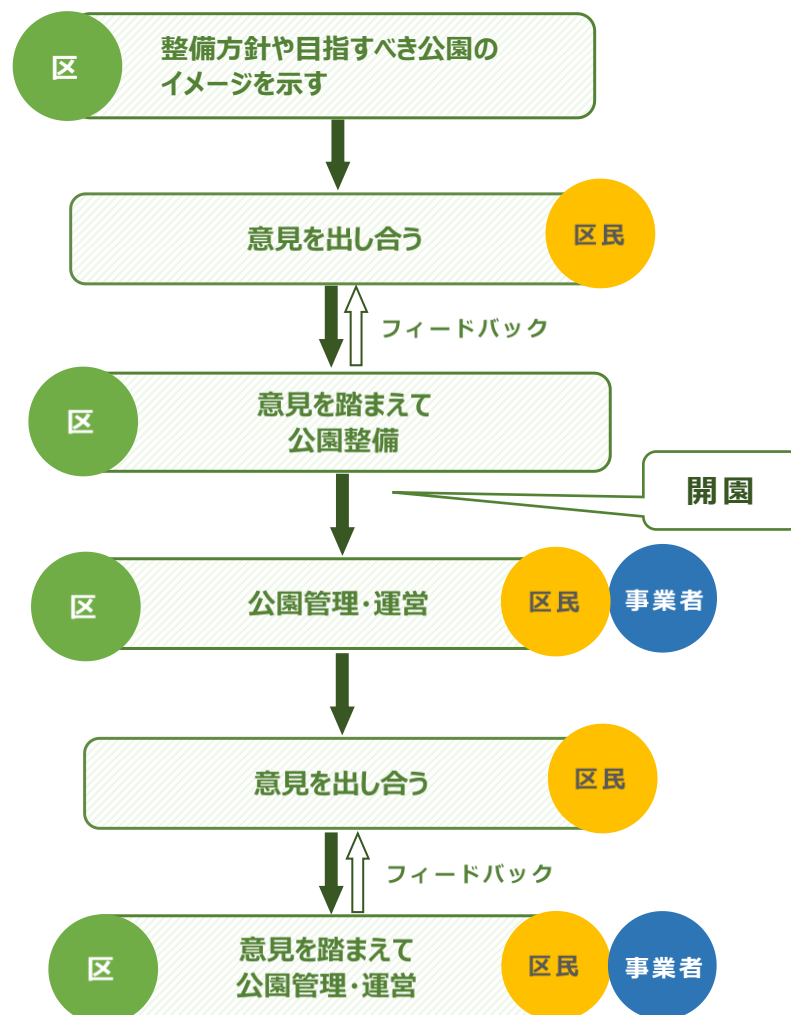 区
整備方針や目指すべき公園の
イメージを示す
意見を出し合う
区民
フィードバック
区
意見を踏まえて
公園整備
開園
区
公園管理・運営
区民
事業者
意見を出し合う
区民
フィードバック
区
意見を踏まえて
公園管理・運営
区民
事業者